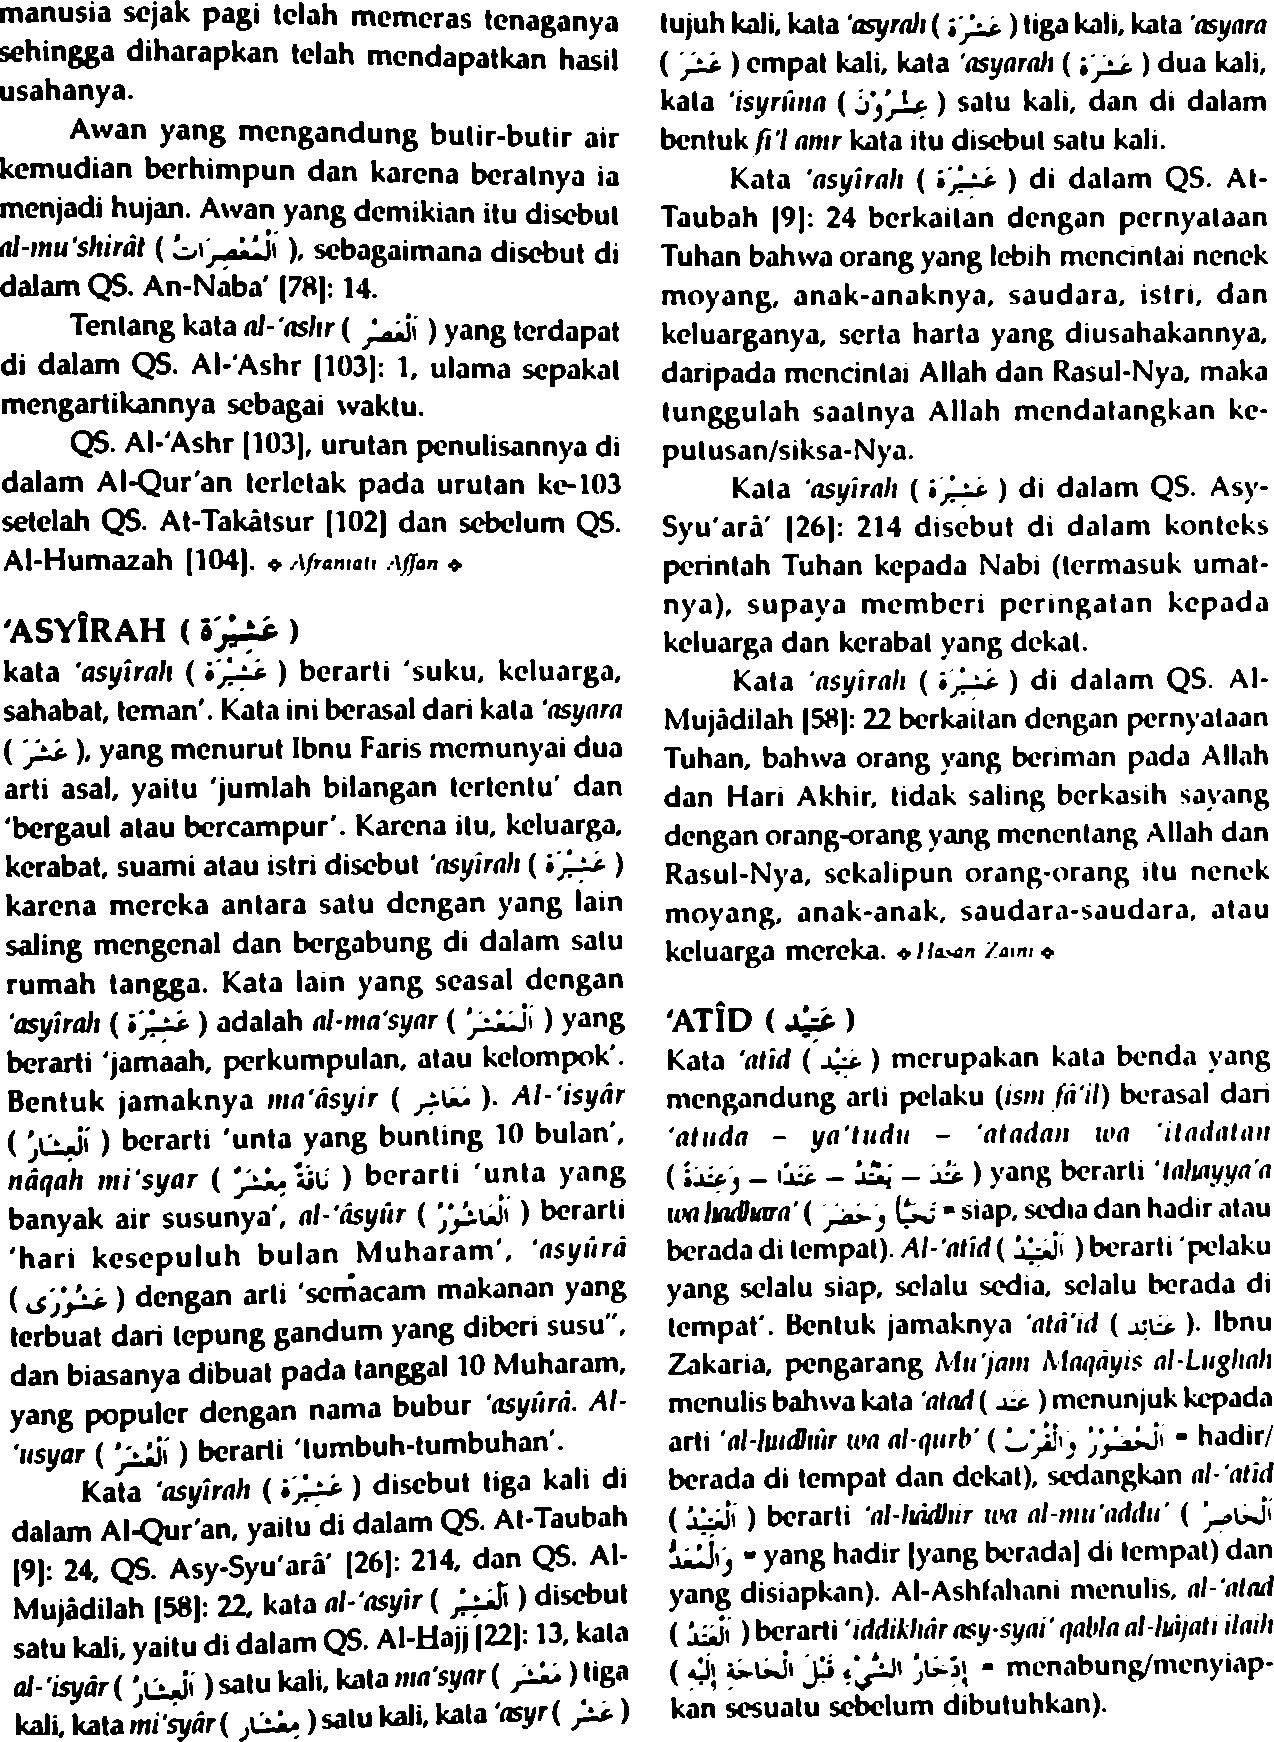 manusia sejak pagi telah memeras tenaganya
sehingga diharapkan telah mendapatkan hasil
usahanya.
Awan yang mengandung butir-butir air
kemudian berhimpun dan karena beratnya ia
menjadi hujan. Awan yang demikian itu disebut
al-mu'shirât ( اَلْمُعْصِرَاتُ ), sebagaimana disebut di
dalam QS. An-Naba' [78]: 14.
Tentang kata al-'ashr ( اَلْعَصْرُ ) yang terdapat
di dalam QS. Al-'Ashr [103]: 1, ulama sepakat
mengartikannya sebagai waktu.
QS. Al-'Ashr [103], urutan penulisannya di
dalam Al-Qur'an terletak pada urutan ke-103
setelah QS. At-Takâtsur [102] dan sebelum QS.
Al-Humazah [104]. ❖ Aframati Affan ❖
'ASYÎRAH ( عَشِيْرَة )
kata 'asyîrah ( عَشِيْرَة ) berarti 'suku, keluarga,
sahabat, teman'. Kata ini berasal dari kata 'asyara
( عَشَرَ ), yang menurut Ibnu Faris memunyai dua
arti asal, yaitu 'jumlah bilangan tertentu' dan
'bergaul atau bercampur'. Karena itu, keluarga,
kerabat, suami atau istri disebut 'asyîrah ( عَشِيْرَة )
karena mereka antara satu dengan yang lain
saling mengenal dan bergabung di dalam satu
rumah tangga. Kata lain yang seasal dengan
'asyîrah ( عَشِيْرَة ) adalah al-ma'syar ( اَلْمَعْشَرُ ) yang
berarti 'jamaah, perkumpulan, atau kelompok'.
Bentuk jamaknya ma'âsyir ( مَعَاشِر ). Al-'isyâr
( اَلْعِشَارُ ) berarti 'unta yang bunting 10 bulan',
nâqah mi'syar ( نَاقَةٌ مِعْشَرٌ ) berarti 'unta yang
banyak air susunya', al-'âsyûr ( اَلْعَاشُوْرُ ) berarti
'hari kesepuluh bulan Muharam', 'asyûrâ
( عَشُوْرَى ) dengan arti 'semacam makanan yang
terbuat dari tepung gandum yang diberi susu",
dan biasanya dibuat pada tanggal 10 Muharam,
yang populer dengan nama bubur 'asyûrâ. Al-
'usyar ( اَلْعُشَرُ ) berarti 'tumbuh-tumbuhan'.
Kata 'asyîrah ( عَشِيْرَة ) disebut tiga kali di
dalam Al-Qur'an, yaitu di dalam QS. At-Taubah
[9]: 24, QS. Asy-Syu'arâ' [26]: 214, dan QS. Al-
Mujâdilah [58]: 22, kata al-'asyîr ( اَلْعَشِيْرُ ) disebut
satu kali, yaitu di dalam QS. Al-Hajj [22]: 13, kata
al-'isyâr ( اَلْعِشَارُ ) satu kali, kata ma'syar ( مَعْشَر ) tiga
kali, kata mi'syâr ( مِعْشَار ) satu kali, kata 'asyr ( عَشْر )
tujuh kali, kata 'asyrah ( عَشْرَة ) tiga kali, kata 'asyara
( عَشَرَ ) empat kali, kata 'asyarah ( عَشَرَة ) dua kali,
kata 'isyrûna ( عِشْرُوْنَ ) satu kali, dan di dalam
bentuk fi'l amr kata itu disebut satu kali.
Kata 'asyîrah ( عَشِيْرَة ) di dalam QS. At-
Taubah [9]: 24 berkaitan dengan pernyataan
Tuhan bahwa orang yang lebih mencintai nenek
moyang, anak-anaknya, saudara, istri, dan
keluarganya, serta harta yang diusahakannya,
daripada mencintai Allah dan Rasul-Nya, maka
tunggulah saatnya Allah mendatangkan ke-
putusan/siksa-Nya.
Kata 'asyîrah ( عَشِيْرَة ) di dalam QS. Asy-
Syu'arâ' [26]: 214 disebut di dalam konteks
perintah Tuhan kepada Nabi (termasuk umat-
nya), supaya memberi peringatan kepada
keluarga dan kerabat yang dekat.
Kata 'asyîrah ( عَشِيْرَة ) di dalam QS. Al-
Mujâdilah [58]: 22 berkaitan dengan pernyataan
Tuhan, bahwa orang yang beriman pada Allah
dan Hari Akhir, tidak saling berkasih sayang
dengan orang-orang yang menentang Allah dan
Rasul-Nya, sekalipun orang-orang itu nenek
moyang, anak-anak, saudara-saudara, atau
keluarga mereka. ❖ Hasan Zaini ❖
'ATÎD ( عَتِيْد )
Kata 'atîd ( عَتِيْد ) merupakan kata benda yang
mengandung arti pelaku (ism fâ'il) berasal dari
'atuda – ya'tudu – 'atadan wa 'itadatan
( عَتُدَ – يَعْتُدُ – عَتَدًا – وَعِتَدَةً ) yang berarti 'tahayya'a
wa hadhara' ( تَهَيَّأَ وَحَضَرَ = siap, sedia dan hadir atau
berada di tempat). Al-'atîd ( اَلْعَتِيْدُ ) berarti 'pelaku
yang selalu siap, selalu sedia, selalu berada di
tempat'. Bentuk jamaknya 'atâ'id ( عَتَائِد ). Ibnu
Zakaria, pengarang Mu'jam Maqâyis al-Lughah
menulis bahwa kata 'atad ( عَتَد ) menunjuk kepada
arti 'al-hudhûr wa al-qurb' ( اَلْحُضُوْرُ وَالْقُرْبُ = hadir/
berada di tempat dan dekat), sedangkan al-'atîd
( اَلْعَتِيْدُ ) berarti 'al-hâdhir wa al-mu'addu' ( اَلْحَاضِرُ
وَالْمُعَدُّ = yang hadir [yang berada] di tempat) dan
yang disiapkan). Al-Ashfahani menulis, al-'atad
( اَلْعَتَدُ ) berarti 'iddikhâr asy-syai' qabla al-hâjati ilaih
( اِدِّخَارُ الشَّيْءِ قَبْلَ الْحَاجَةِ إِلَيْهِ = menabung/menyiap-
kan sesuatu sebelum dibutuhkan).